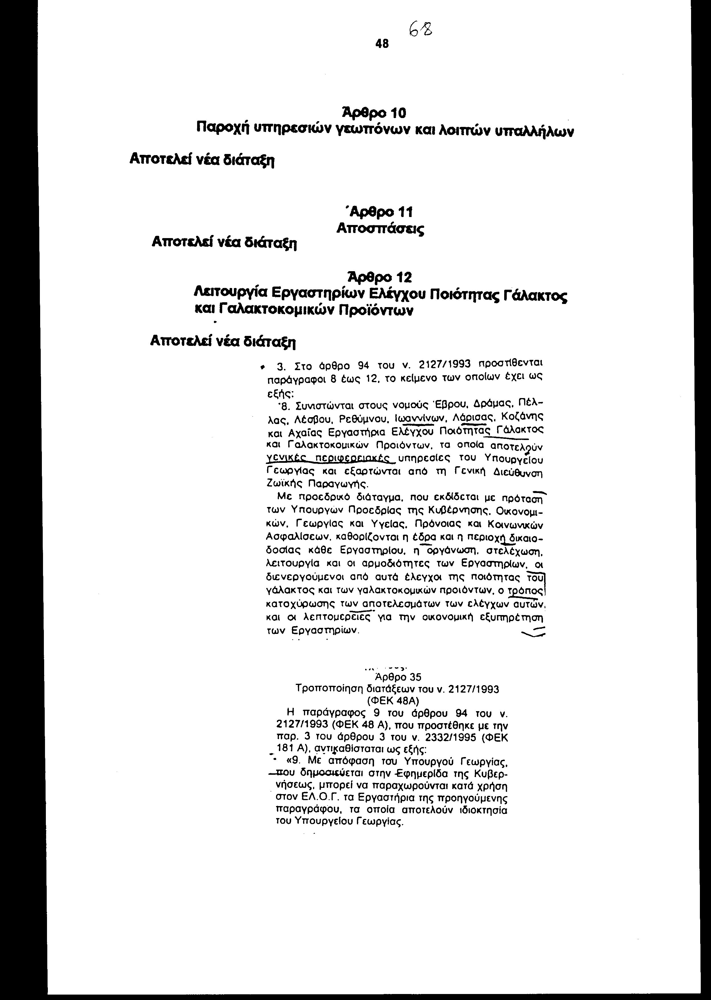 68
48
Άρθρο 10
Παροχή υπηρεσιών γεωπόνων και λοιπών υπαλλήλων
Αποτελεί νέα διάταξη
Άρθρο 11
Αποσπάσεις
Αποτελεί νέα διάταξη
Άρθρο 12
Λειτουργία Εργαστηρίων Ελέγχου Ποιότητας Γάλακτος
και Γαλακτοκομικών Προϊόντων
Αποτελεί νέα διάταξη
3. Στο άρθρο 94 του ν. 2127/1993 προστίθενται
παράγραφοι 8 έως 12, το κείμενο των οποίων έχει ως
εξής:
"8. Συνιστώνται στους νομούς Έβρου, Δράμας, Πέλ-
λας, Λέσβου, Ρεθύμνου, Ιωαννίνων, Λάρισας, Κοζάνης
και Αχαΐας Εργαστήρια Ελέγχου Ποιότητας Γάλακτος
και Γαλακτοκομικών Προιόντων, τα οποία αποτελούν
γενικές περιφερειακές υπηρεσίες του Υπουργείου
Γεωργίας και εξαρτώνται από τη Γενική Διεύθυνση
Ζωϊκής Παραγωγής.
Με προεδρικό διάταγμα, που εκδίδεται με πρόταση
των Υπουργών Προεδρίας της Κυβέρνησης, Οικονομι-
κών, Γεωργίας και Υγείας, Πρόνοιας και Κοινωνικών
Ασφαλίσεων, καθορίζονται η έδρα και η περιοχή δικαιο-
δοσίας κάθε Εργαστηρίου, η οργάνωση, στελέχωση,
λειτουργία και οι αρμοδιότητες των Εργαστηρίων, οι
διενεργούμενοι από αυτά έλεγχοι της ποιότητας του
γάλακτος και των γαλακτοκομικών προιόντων, ο τρόπος
κατοχύρωσης των αποτελεσμάτων των ελέγχων αυτών,
και οι λεπτομέρειες για την οικονομική εξυπηρέτηση
των Εργαστηρίων.
Άρθρο 35
Τροποποίηση διατάξεων του ν. 2127/1993
(ΦΕΚ 48Α)
Η παράγραφος 9 του άρθρου 94 του ν.
2127/1993 (ΦΕΚ 48 Α), που προστέθηκε με την
παρ. 3 του άρθρου 3 του ν. 2332/1995 (ΦΕΚ
181 Α), αντικαθίσταται ως εξής:
«9. Με απόφαση του Υπουργού Γεωργίας,
που δημοσιεύεται στην Εφημερίδα της Κυβερ-
νήσεως, μπορεί να παραχωρούνται κατά χρήση
στον ΕΛ.Ο.Γ. τα Εργαστήρια της προηγούμενης
παραγράφου, τα οποία αποτελούν ιδιοκτησία
του Υπουργείου Γεωργίας.